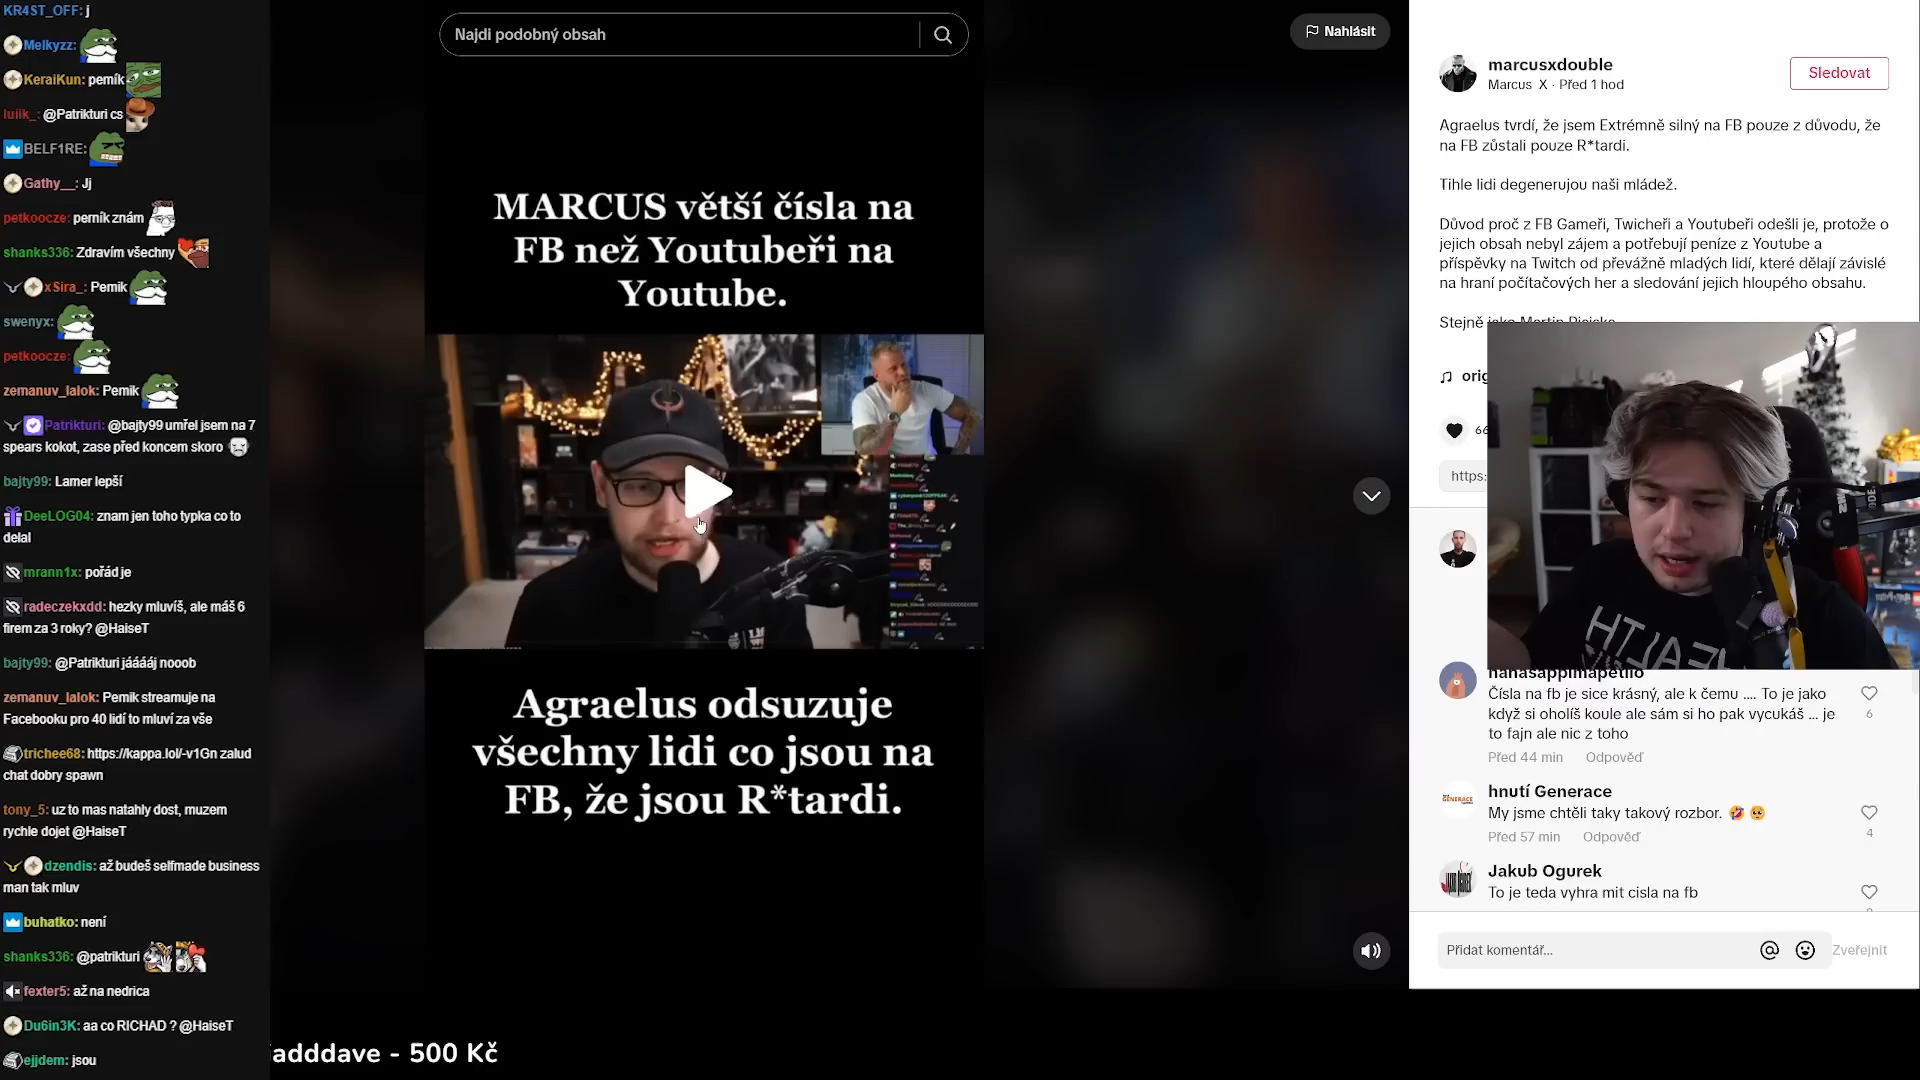 KR4ST_OFF: j
Melkyzz:
KeraiKun: pernik
luiik_: @Patrikturi cs
BELF1RE:
Gathy__: Jj
petkoocze: perník znám
shanks336: Zdravím všechny
xSira_: Pernik
swenyx:
petkoocze:
zemanuv_lalok: Pernik
Patrikturi: @bajty99 umřel jsem na 7
spears kokot, zase před koncem skoro
bajty99: Lamer lepší
DeeLOG04: znam jen toho typka co to
delal
mrann1x: pořád je
radeczekxdd: hezky mluvíš, ale máš 6
firem za 3 roky? @HaiseT
bajty99: @Patrikturi jááááj nooob
zemanuv_lalok: Pernik streamuje na
Facebooku pro 40 lidí to mluví za vše
trichee68: https://kappa.lol/-v1Gn zalud
chat dobry spawn
tony_5: uz to mas natahly dost, muzem
rychle dojet @HaiseT
dzendis: až budeš selfmade business
man tak mluv
buhatko: není
shanks336: @patrikturi
fexter5: až na nedrica
Du6in3K: aa co RICHAD ? @HaiseT
ejjdem: jsou
Najdi podobný obsah
Nahlásit
MARCUS větší čísla na
FB než Youtubeři na
Youtube.
Agraelus odsuzuje
všechny lidi co jsou na
FB, že jsou R*tardi.
adddave - 500 Kč
marcusxdouble
Marcus X · Před 1 hod
Sledovat
Agraelus tvrdí, že jsem Extrémně silný na FB pouze z důvodu, že
na FB zůstali pouze R*tardi.
Tihle lidi degenerujou naši mládež.
Důvod proč z FB Gameři, Twicheři a Youtubeři odešli je, protože o
jejich obsah nebyl zájem a potřebují peníze z Youtube a
příspěvky na Twitch od převážně mladých lidí, které dělají závislé
na hraní počítačových her a sledování jejich hloupého obsahu.
Stejně jako Martin
orig
66
https:
Čísla na fb je sice krásný, ale k čemu .... To je jako
když si oholíš koule ale sám si ho pak vycukáš ... je
to fajn ale nic z toho
6
Před 44 min Odpověď
hnutí Generace
My jsme chtěli taky takový rozbor. 🤣 🥺
4
Před 57 min Odpověď
Jakub Ogurek
To je teda vyhra mit cisla na fb
Přidat komentář...
Zveřejnit